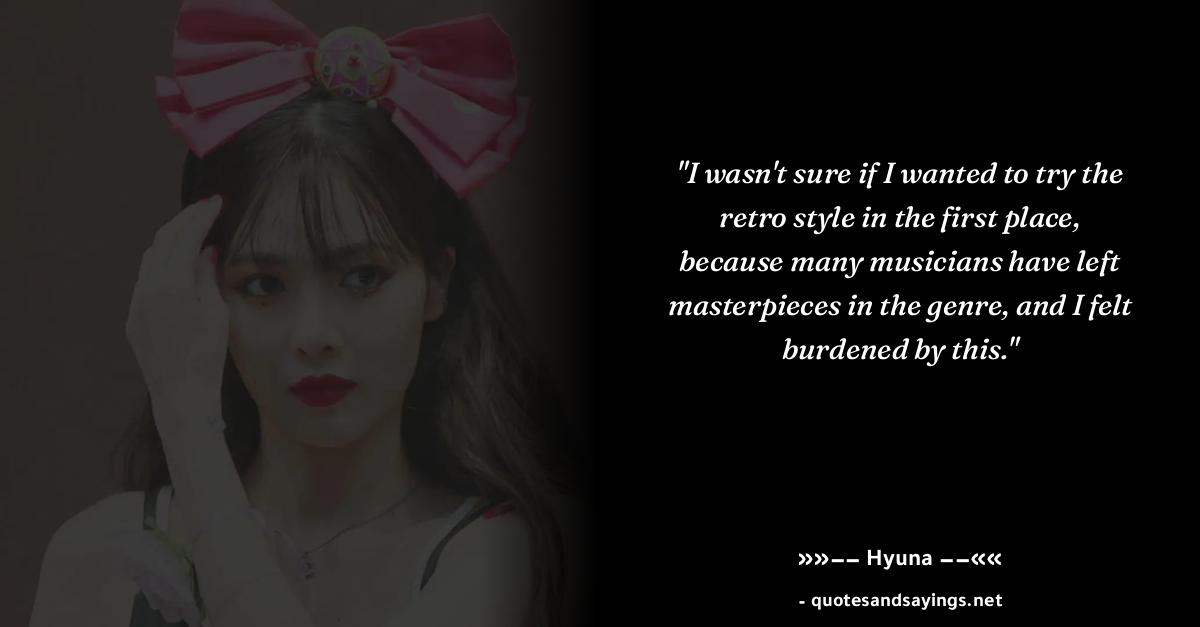 "I wasn't sure if I wanted to try the
retro style in the first place,
because many musicians have left
masterpieces in the genre, and I felt
burdened by this."
»»−− Hyuna −−««
- quotesandsayings.net